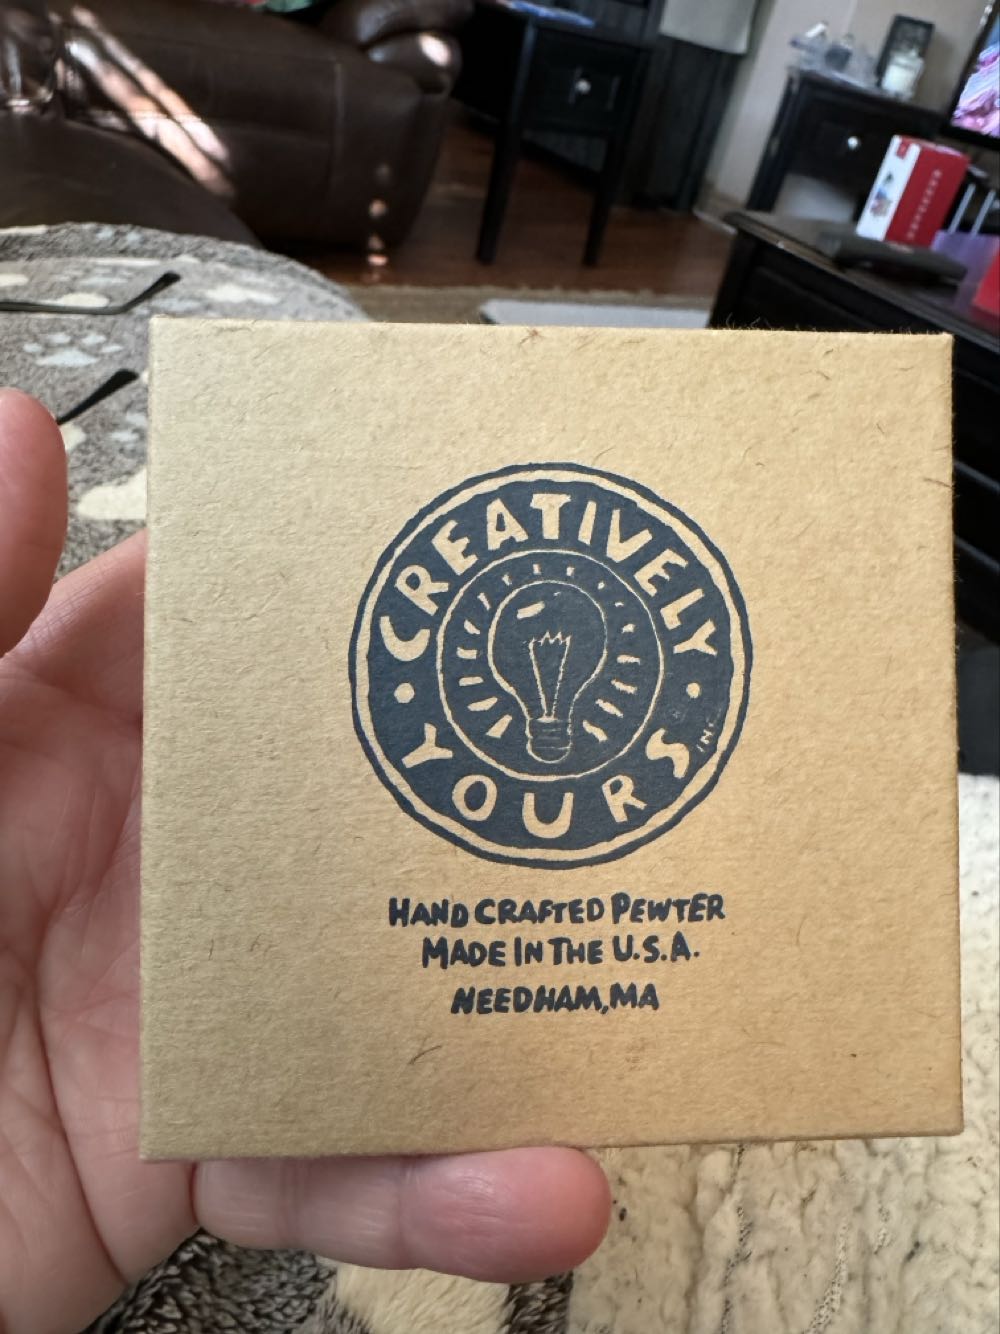 CREATIVELY
YOURS
INC.
HAND CRAFTED PEWTER
MADE IN THE U.S.A.
NEEDHAM, MA